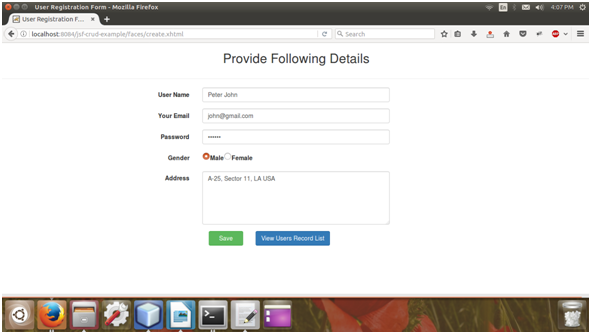 User Registration Form - Mozilla Firefox
En
4:07 PM
User Registration F...
localhost:8084/jsf-crud-example/faces/create.xhtml
Search
ABP
Provide Following Details
User Name
Peter John
Your Email
john@gmail.com
Password
••••••
Gender
Male Female
Address
A-25, Sector 11, LA USA
Save
View Users Record List